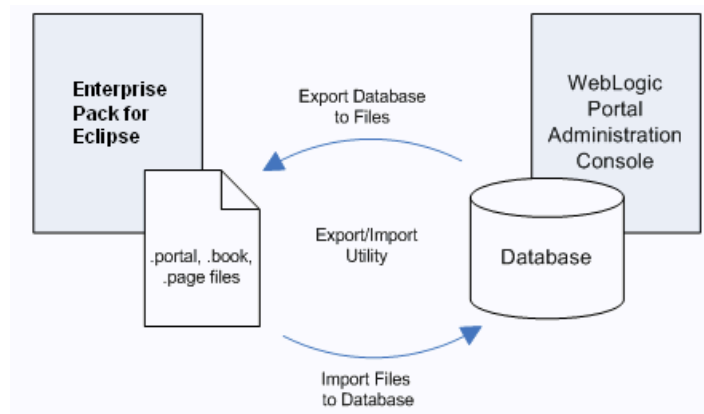 Enterprise
Pack for
Eclipse
WebLogic
Portal
Administration
Console
Export Database
to Files
.portal, .book,
.page files
Export/Import
Utility
Database
Import Files
to Database